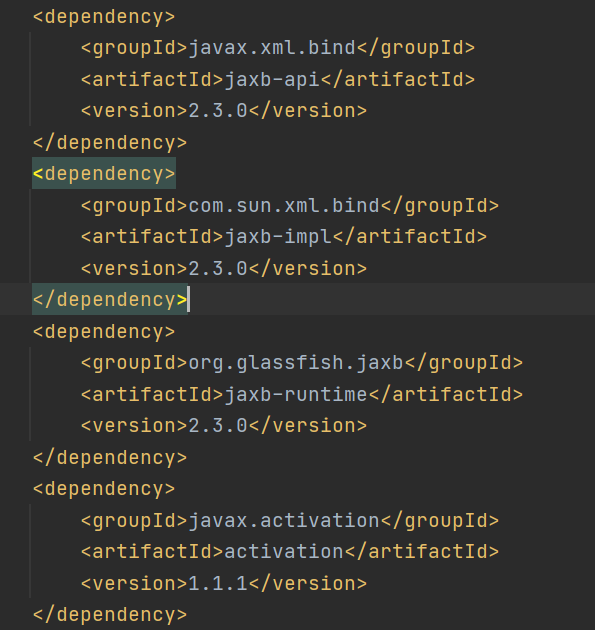 <dependency>
    <groupId>javax.xml.bind</groupId>
    <artifactId>jaxb-api</artifactId>
    <version>2.3.0</version>
</dependency>
<dependency>
    <groupId>com.sun.xml.bind</groupId>
    <artifactId>jaxb-impl</artifactId>
    <version>2.3.0</version>
</dependency>
<dependency>
    <groupId>org.glassfish.jaxb</groupId>
    <artifactId>jaxb-runtime</artifactId>
    <version>2.3.0</version>
</dependency>
<dependency>
    <groupId>javax.activation</groupId>
    <artifactId>activation</artifactId>
    <version>1.1.1</version>
</dependency>